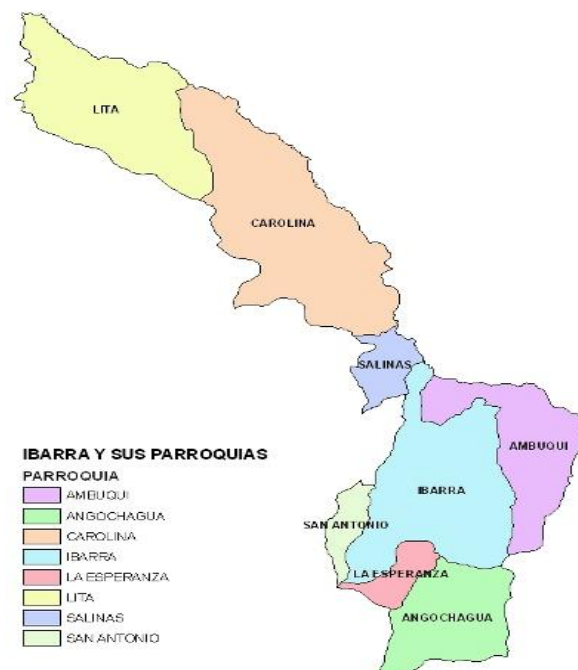 LITA
CAROLINA
SALINAS
AMBUQUI
IBARRA
SAN ANTONIO
LA ESPERANZA
ANGOCHAGUA
IBARRA Y SUS PARROQUIAS
PARROQUIA
AMBUQUI
ANGOCHAGUA
CAROLINA
IBARRA
LA ESPERANZA
LITA
SALINAS
SAN ANTONIO